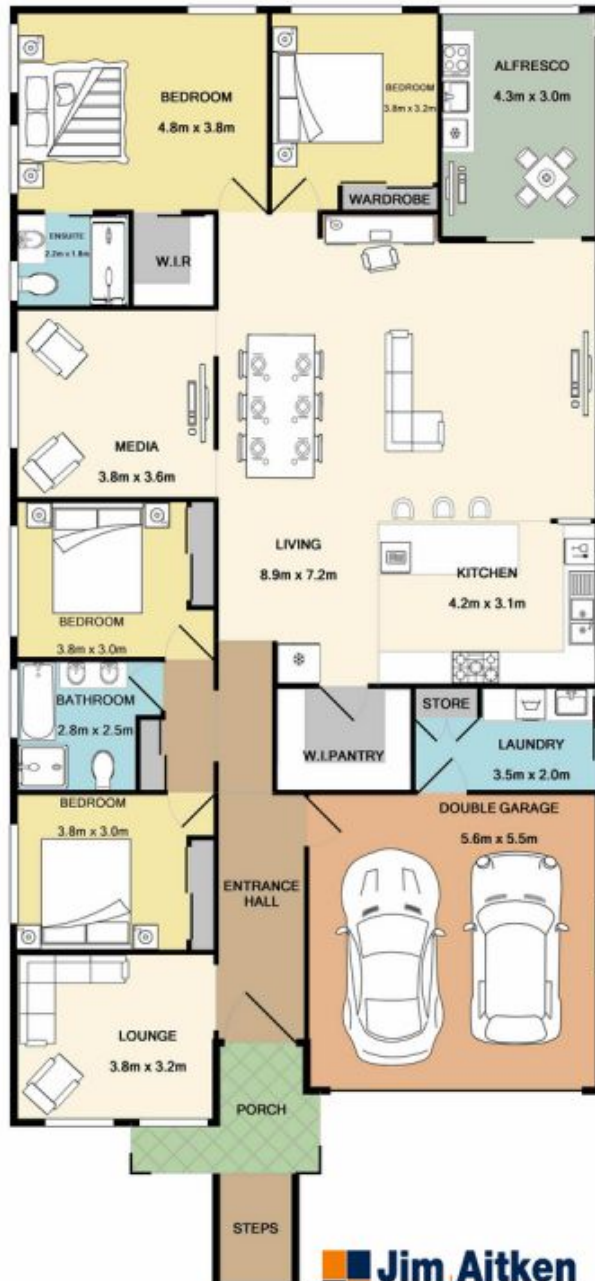 BEDROOM
4.8m x 3.8m
BEDROOM
3.8m x 3.2m
ALFRESCO
4.3m x 3.0m
WARDROBE
ENSUITE
2.2m x 1.8m
W.I.R
MEDIA
3.8m x 3.6m
LIVING
8.9m x 7.2m
KITCHEN
4.2m x 3.1m
BEDROOM
3.8m x 3.0m
BATHROOM
2.8m x 2.5m
W.I.PANTRY
STORE
LAUNDRY
3.5m x 2.0m
BEDROOM
3.8m x 3.0m
DOUBLE GARAGE
5.6m x 5.5m
ENTRANCE
HALL
LOUNGE
3.8m x 3.2m
PORCH
STEPS
Jim Aitken